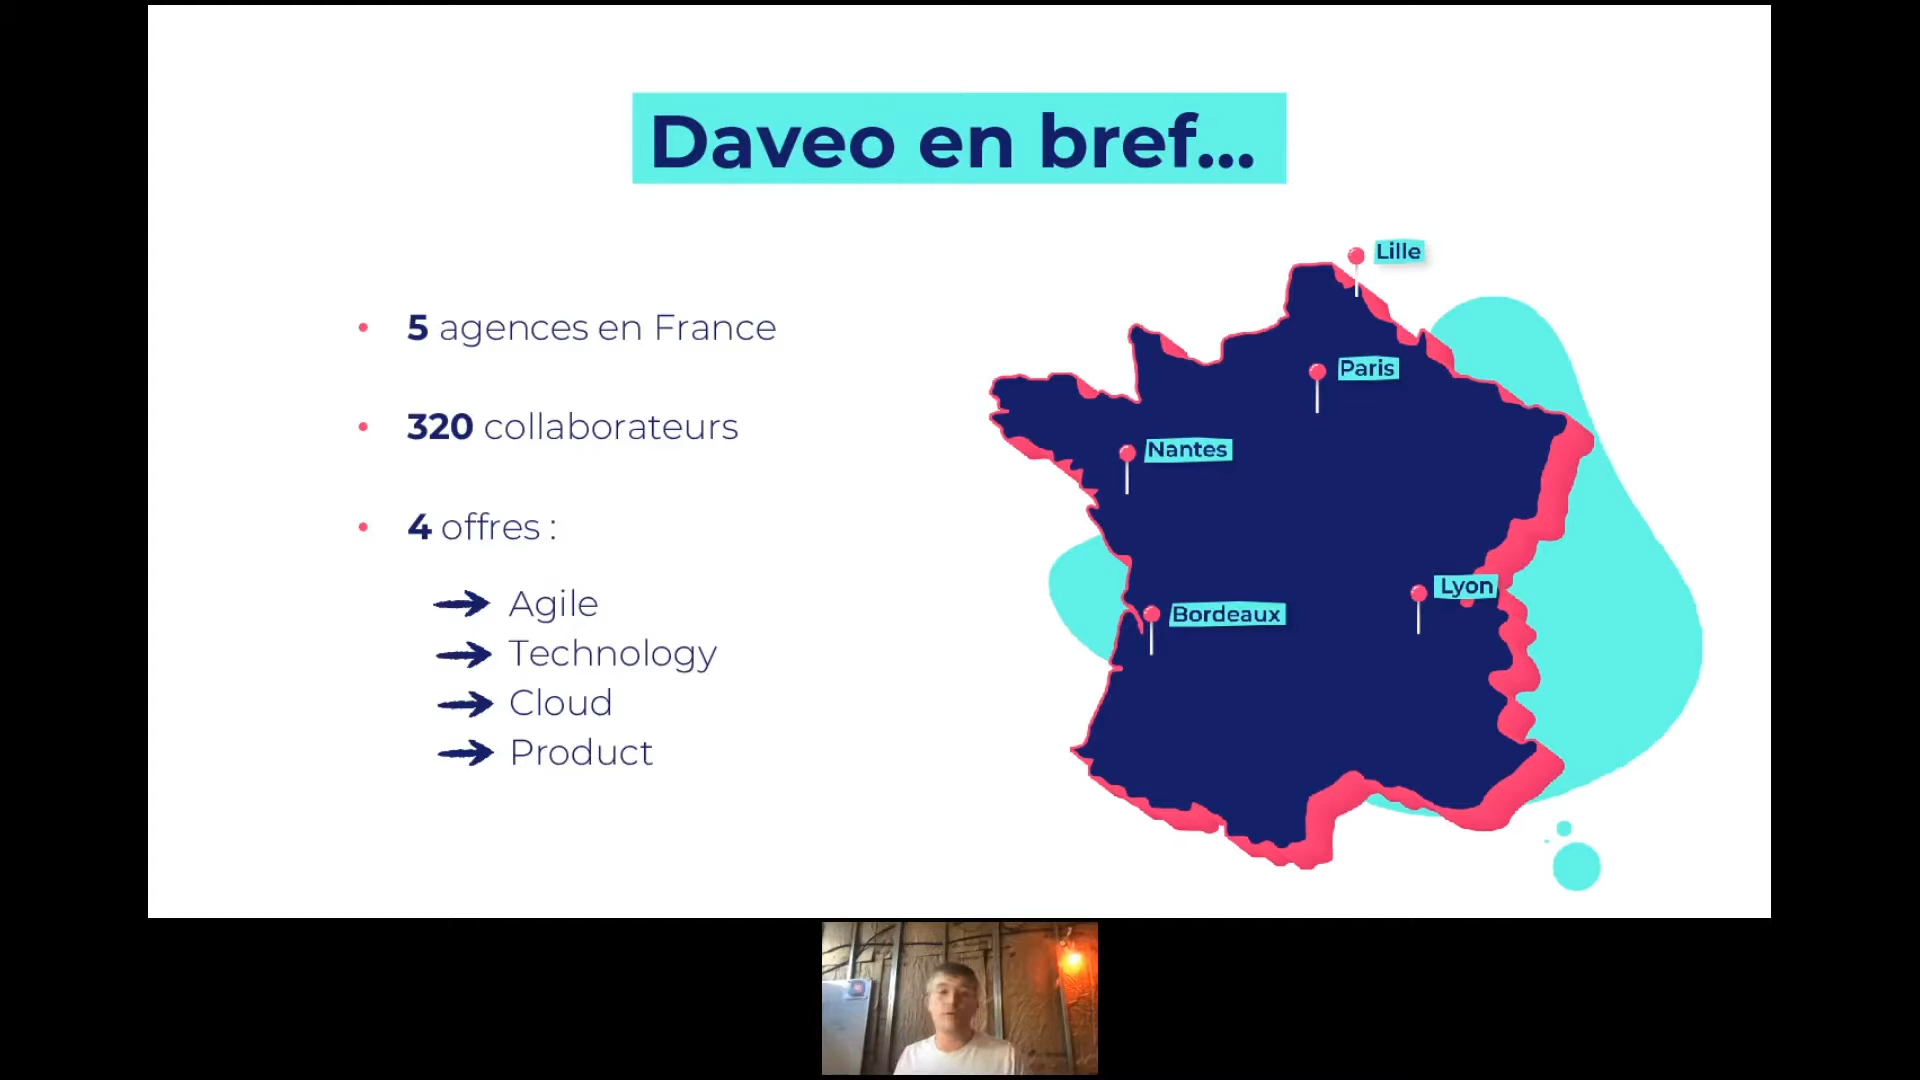 Daveo en bref...
5 agences en France
320 collaborateurs
4 offres :
Agile
Technology
Cloud
Product
Lille
Paris
Nantes
Lyon
Bordeaux